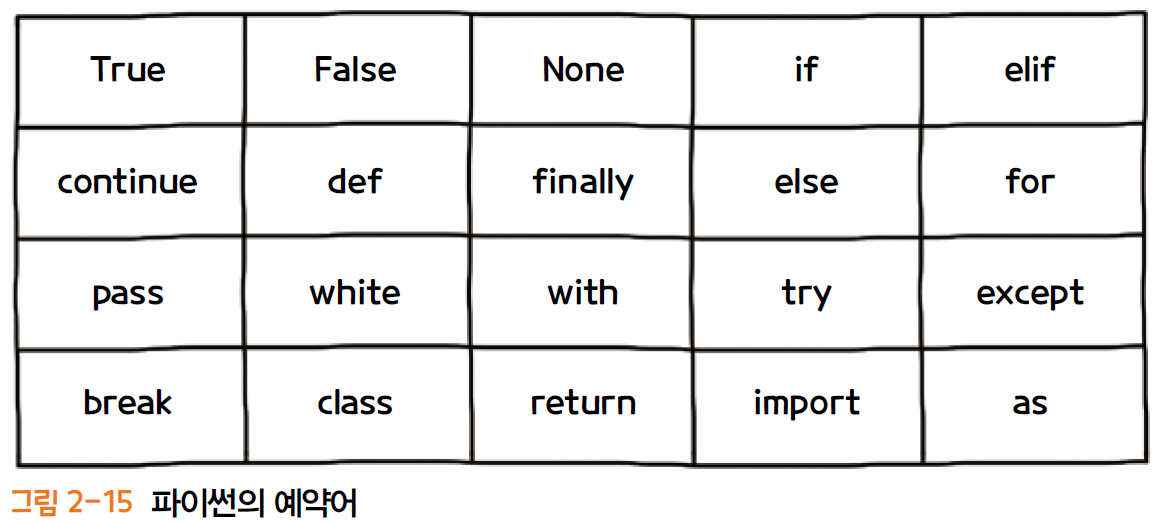 True False None if elif
continue def finally else for
pass white with try except
break class return import as
그림 2-15 파이썬의 예약어